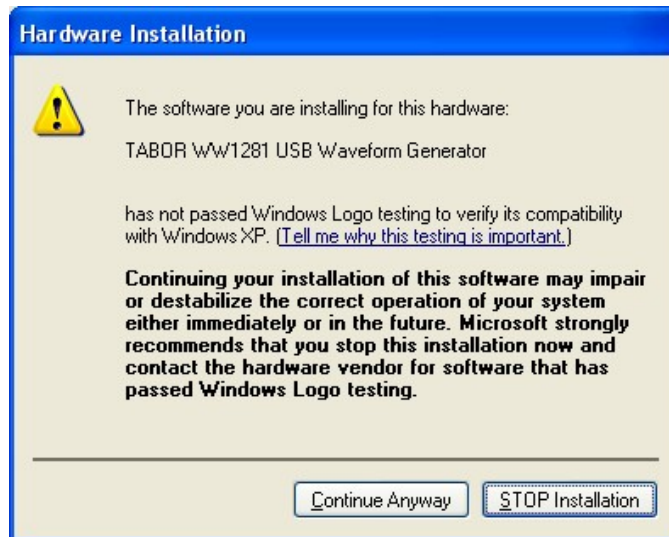 Hardware Installation
The software you are installing for this hardware:
TABOR WW1281 USB Waveform Generator
has not passed Windows Logo testing to verify its compatibility
with Windows XP. (Tell me why this testing is important.)
Continuing your installation of this software may impair
or destabilize the correct operation of your system
either immediately or in the future. Microsoft strongly
recommends that you stop this installation now and
contact the hardware vendor for software that has
passed Windows Logo testing.
Continue Anyway
STOP Installation